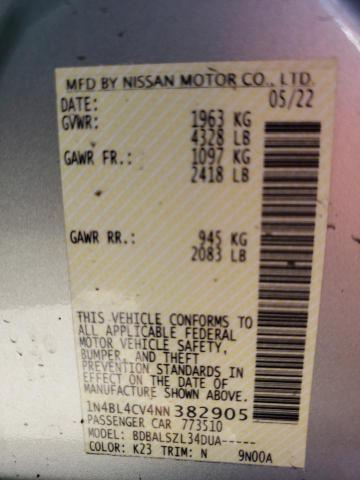 MFD BY NISSAN MOTOR CO., LTD.
DATE: 05/22
GVWR: 1963 KG
4328 LB
GAWR FR.: 1097 KG
2418 LB
GAWR RR.: 945 KG
2083 LB
THIS VEHICLE CONFORMS TO
ALL APPLICABLE FEDERAL
MOTOR VEHICLE SAFETY,
BUMPER, AND THEFT
PREVENTION STANDARDS IN
EFFECT ON THE DATE OF
MANUFACTURE SHOWN ABOVE.
1N4BL4CV4NN382905
PASSENGER CAR 773510
MODEL: BDBALSZL34DUA-----
COLOR: K23 TRIM: N 9N00A